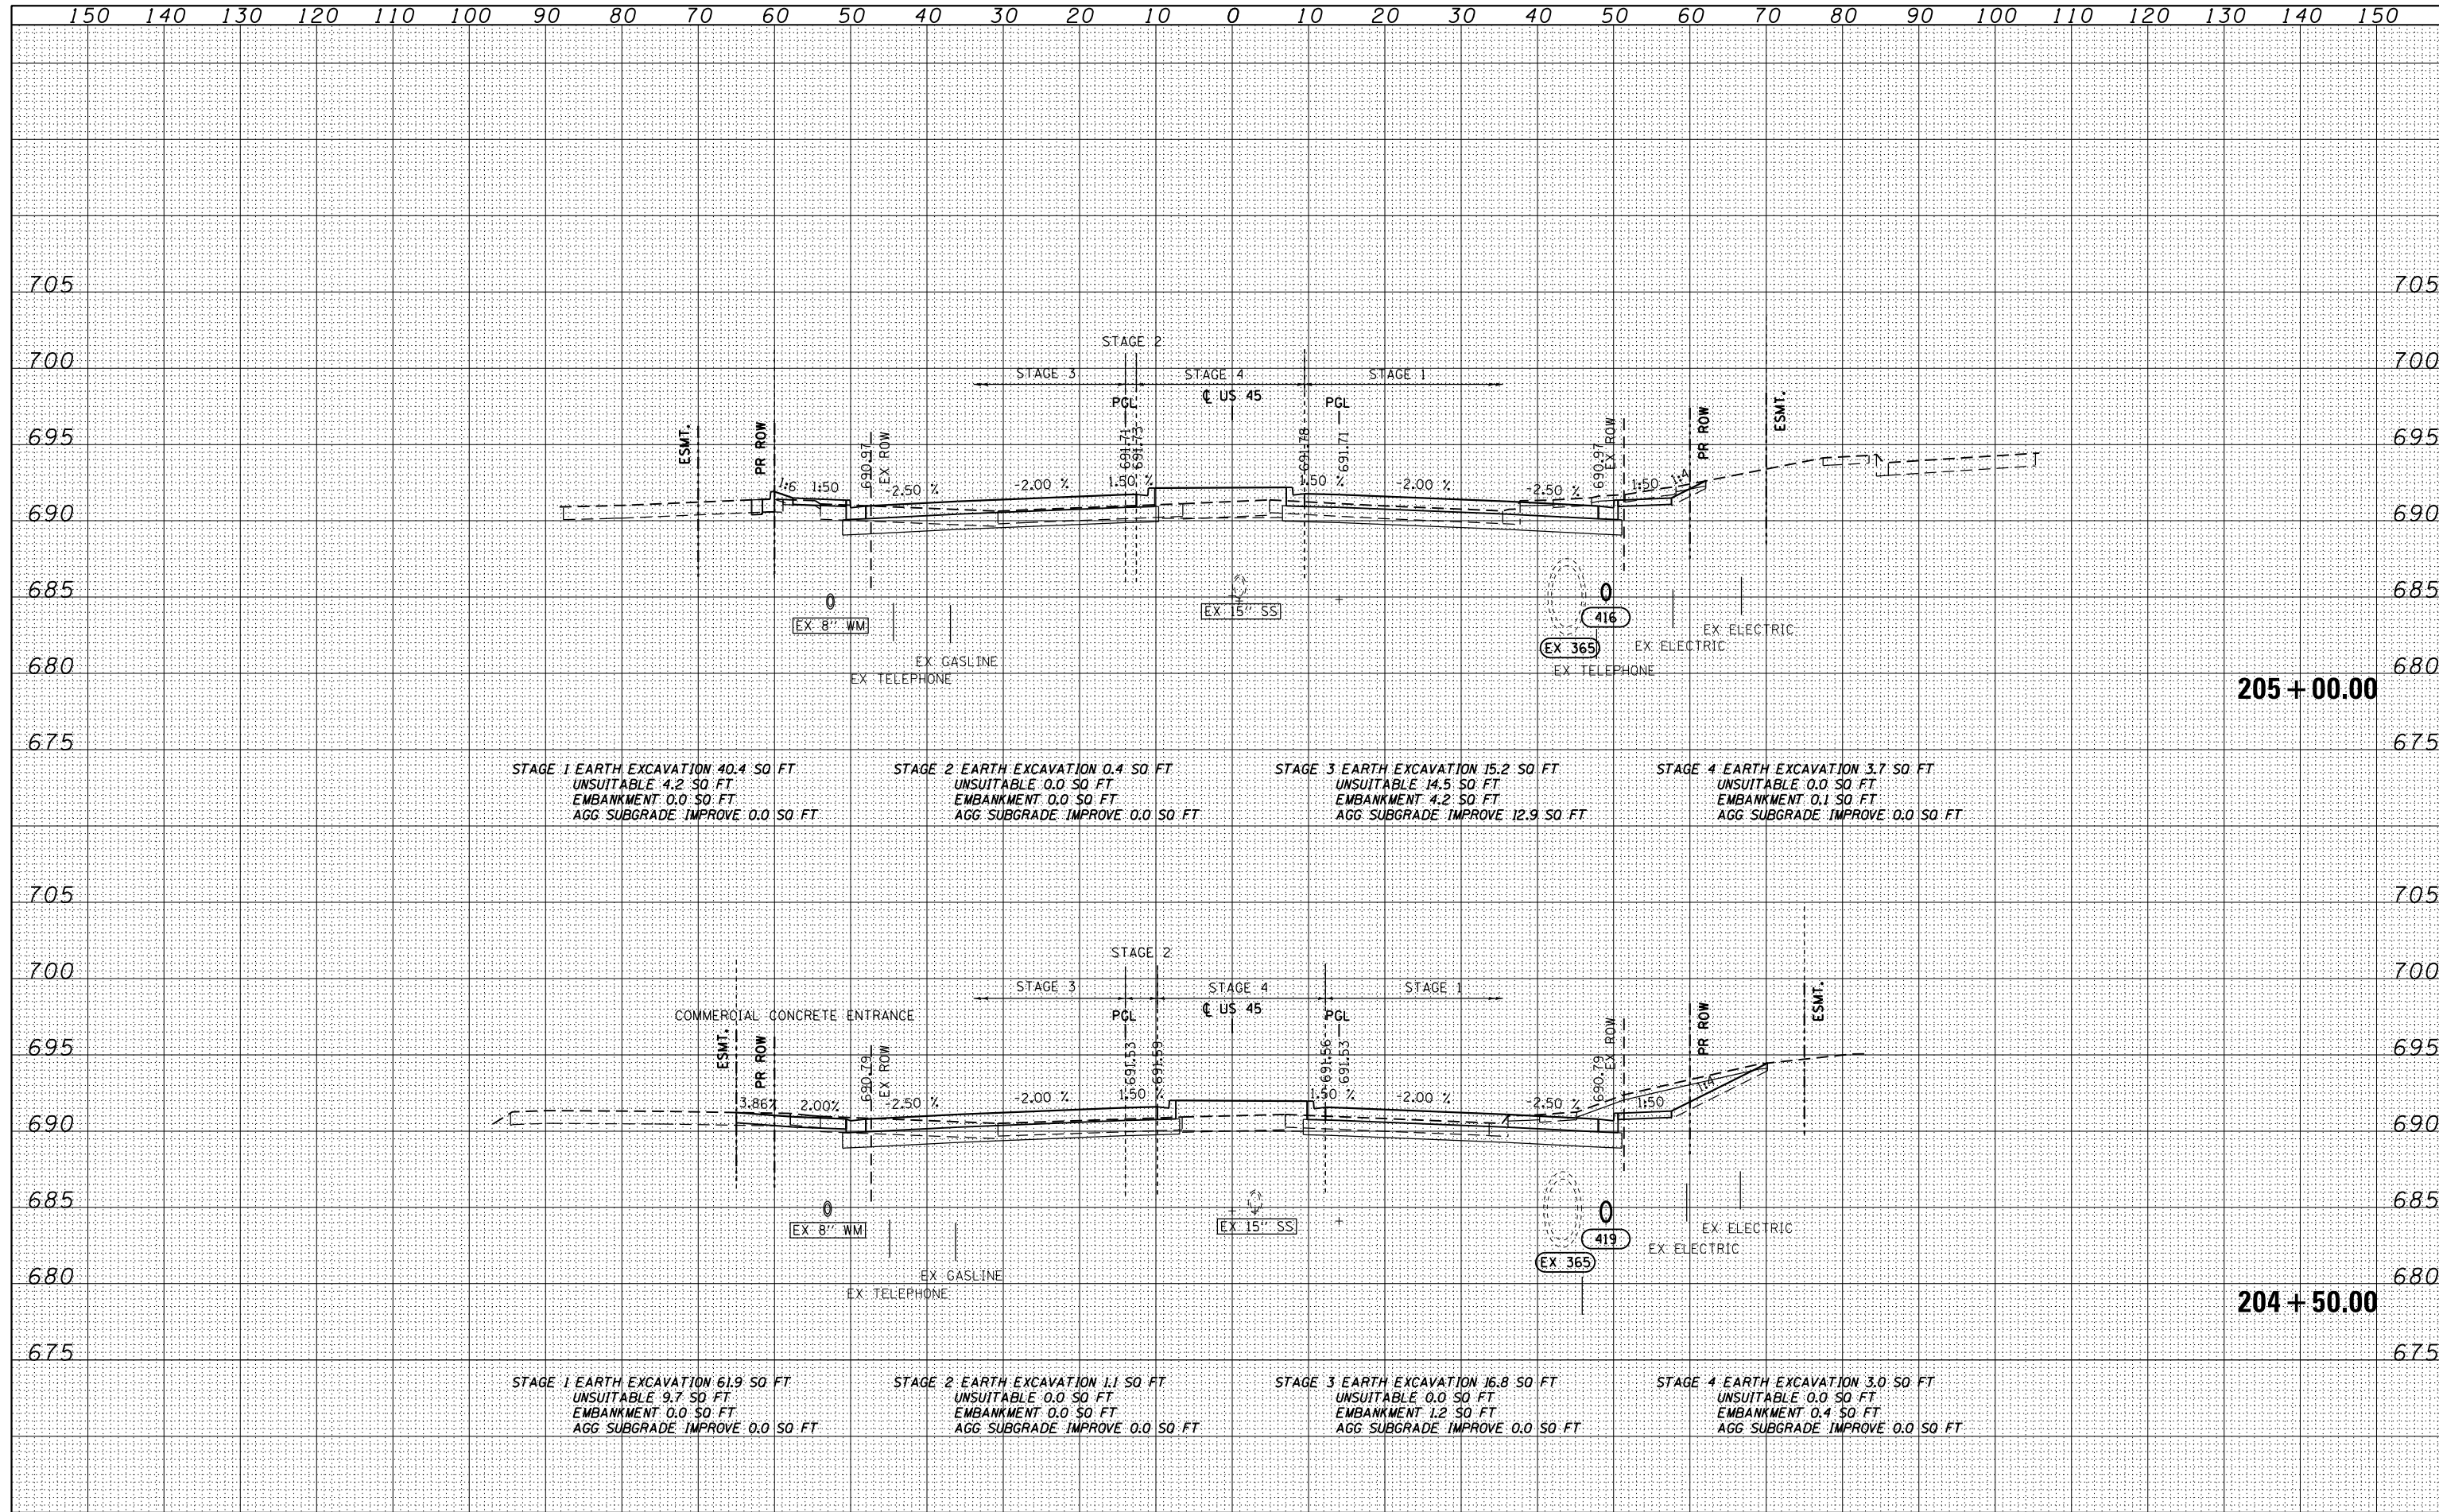 150 140 130 120 110 100 90 80 70 60 50 40 30 20 10 0 10 20 30 40 50 60 70 80 90 100 110 120 130 140 150
705 705
STAGE 2
700 700
STAGE 3 STAGE 4 STAGE 1
PGL ℄ US 45 PGL
695 695
ESMT. PR ROW 690.97 EX ROW 691.71 691.73 691.78 691.71 690.97 EX ROW PR ROW ESMT.
1:6 1:50 -2.50 % -2.00 % 1.50 % 1.50 % -2.00 % -2.50 % 1:50 1:4
690 690
685 685
EX 8'' WM EX 15'' SS 416
EX ELECTRIC
EX 365 EX ELECTRIC
680 EX GASLINE EX TELEPHONE 680
EX TELEPHONE
205+00.00
675 675
STAGE 1 EARTH EXCAVATION 40.4 SQ FT STAGE 2 EARTH EXCAVATION 0.4 SQ FT STAGE 3 EARTH EXCAVATION 15.2 SQ FT STAGE 4 EARTH EXCAVATION 3.7 SQ FT
UNSUITABLE 4.2 SQ FT UNSUITABLE 0.0 SQ FT UNSUITABLE 14.5 SQ FT UNSUITABLE 0.0 SQ FT
EMBANKMENT 0.0 SQ FT EMBANKMENT 0.0 SQ FT EMBANKMENT 4.2 SQ FT EMBANKMENT 0.1 SQ FT
AGG SUBGRADE IMPROVE 0.0 SQ FT AGG SUBGRADE IMPROVE 0.0 SQ FT AGG SUBGRADE IMPROVE 12.9 SQ FT AGG SUBGRADE IMPROVE 0.0 SQ FT
705 705
STAGE 2
700 700
STAGE 3 STAGE 4 STAGE 1
COMMERCIAL CONCRETE ENTRANCE PGL ℄ US 45 PGL
695 695
ESMT. PR ROW 690.79 EX ROW 691.53 691.59 691.56 691.53 690.79 EX ROW PR ROW ESMT.
3.86% 2.00% -2.50 % -2.00 % 1.50 % 1.50 % -2.00 % -2.50 % 1:50 1:4
690 690
685 685
EX 8'' WM EX 15'' SS 419 EX ELECTRIC
EX 365 EX ELECTRIC
680 EX GASLINE 680
EX TELEPHONE
204+50.00
675 675
STAGE 1 EARTH EXCAVATION 61.9 SQ FT STAGE 2 EARTH EXCAVATION 1.1 SQ FT STAGE 3 EARTH EXCAVATION 16.8 SQ FT STAGE 4 EARTH EXCAVATION 3.0 SQ FT
UNSUITABLE 9.7 SQ FT UNSUITABLE 0.0 SQ FT UNSUITABLE 0.0 SQ FT UNSUITABLE 0.0 SQ FT
EMBANKMENT 0.0 SQ FT EMBANKMENT 0.0 SQ FT EMBANKMENT 1.2 SQ FT EMBANKMENT 0.4 SQ FT
AGG SUBGRADE IMPROVE 0.0 SQ FT AGG SUBGRADE IMPROVE 0.0 SQ FT AGG SUBGRADE IMPROVE 0.0 SQ FT AGG SUBGRADE IMPROVE 0.0 SQ FT